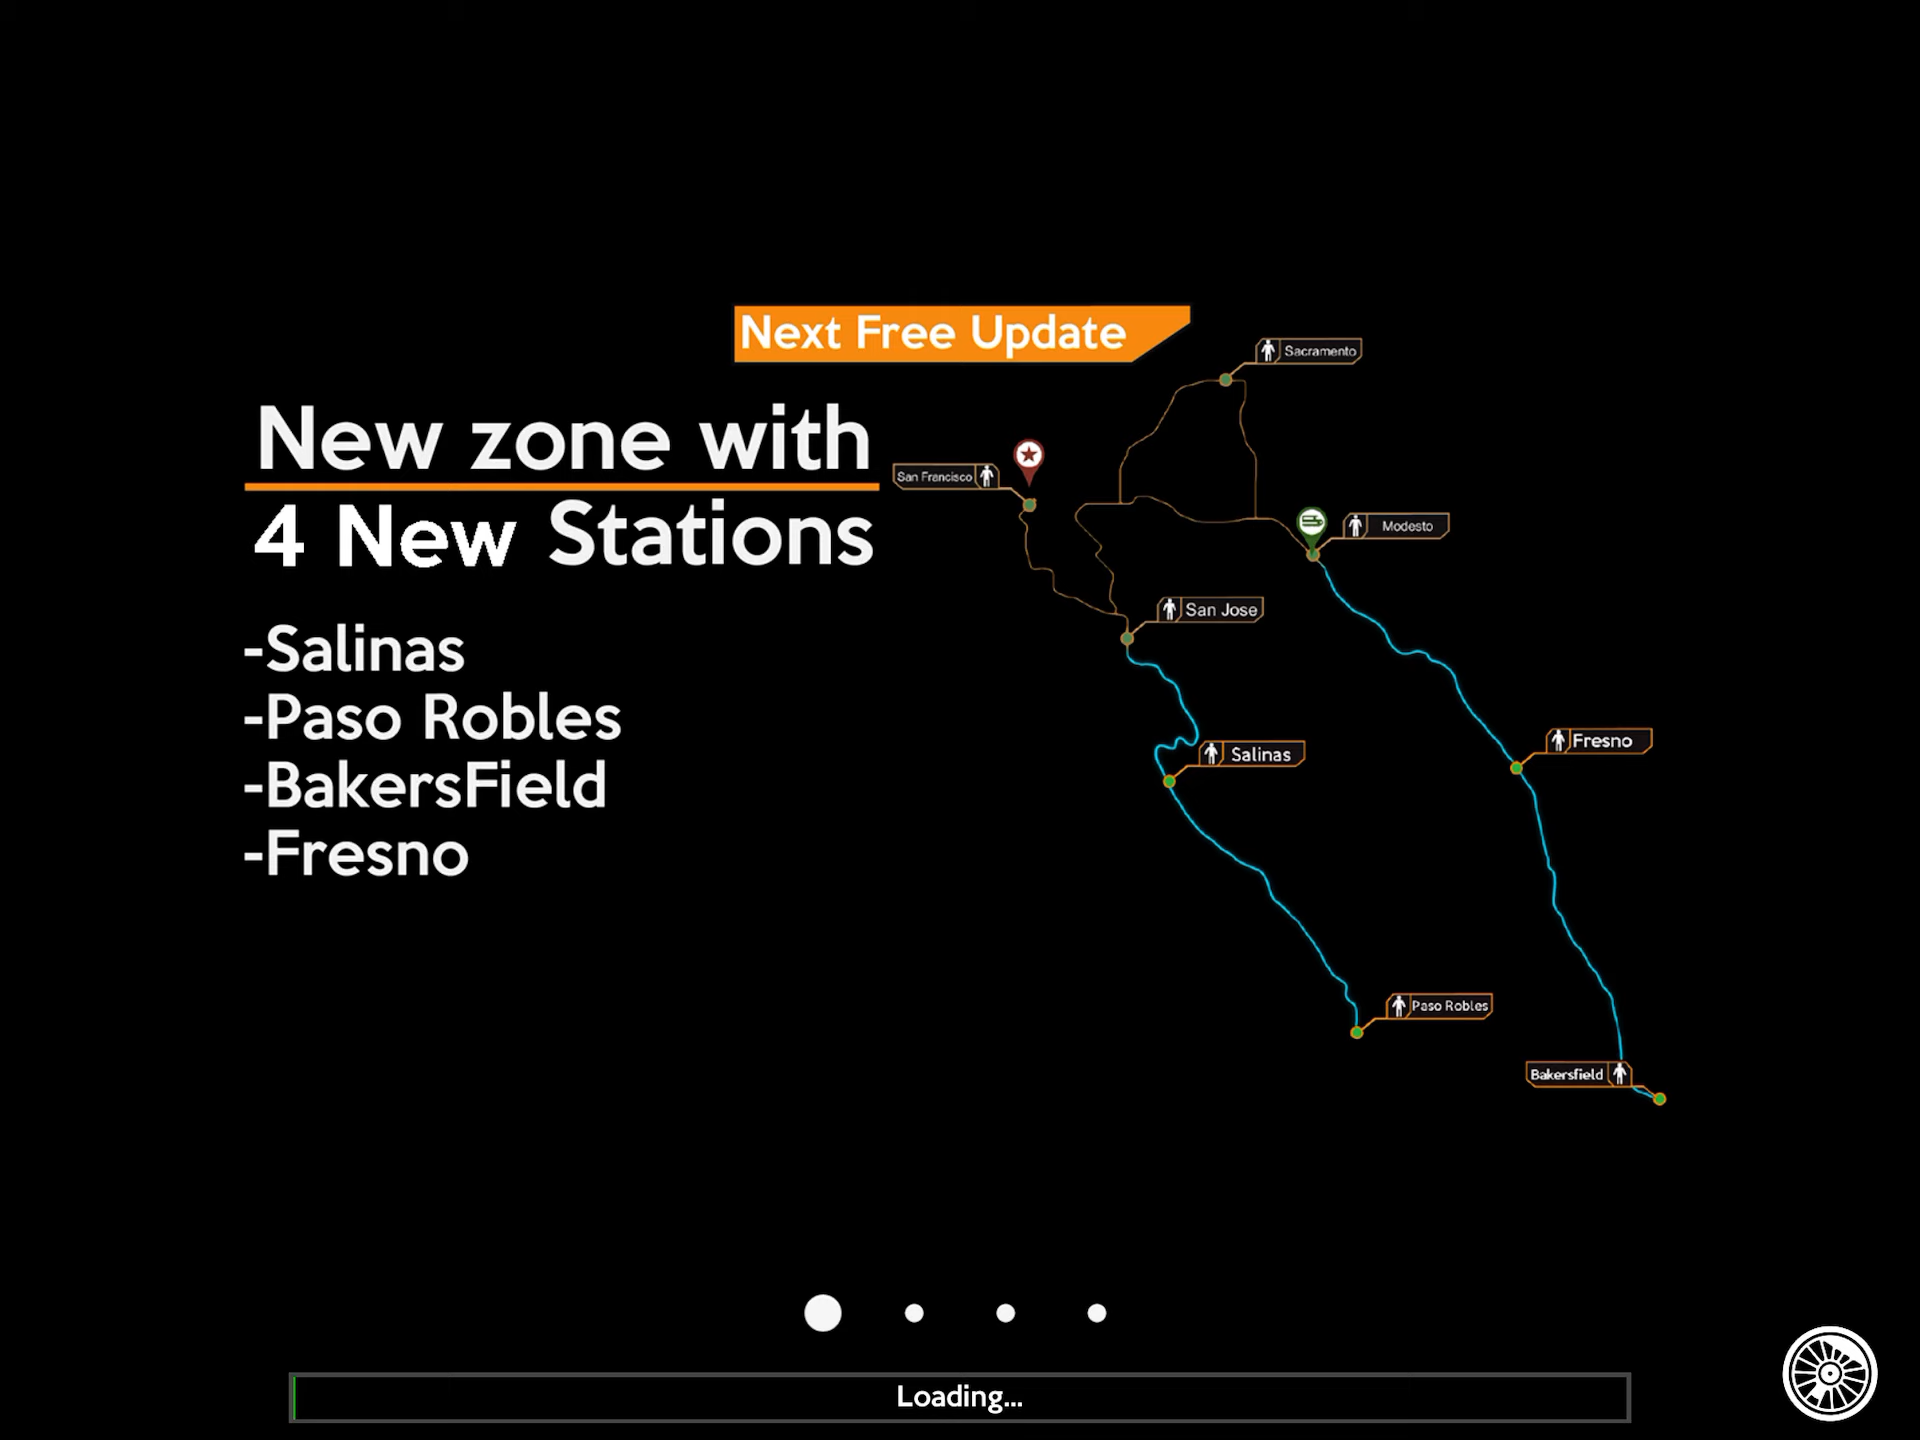 Next Free Update
New zone with
4 New Stations
-Salinas
-Paso Robles
-BakersField
-Fresno
Sacramento
San Francisco
Modesto
San Jose
Fresno
Salinas
Paso Robles
Bakersfield
Loading...